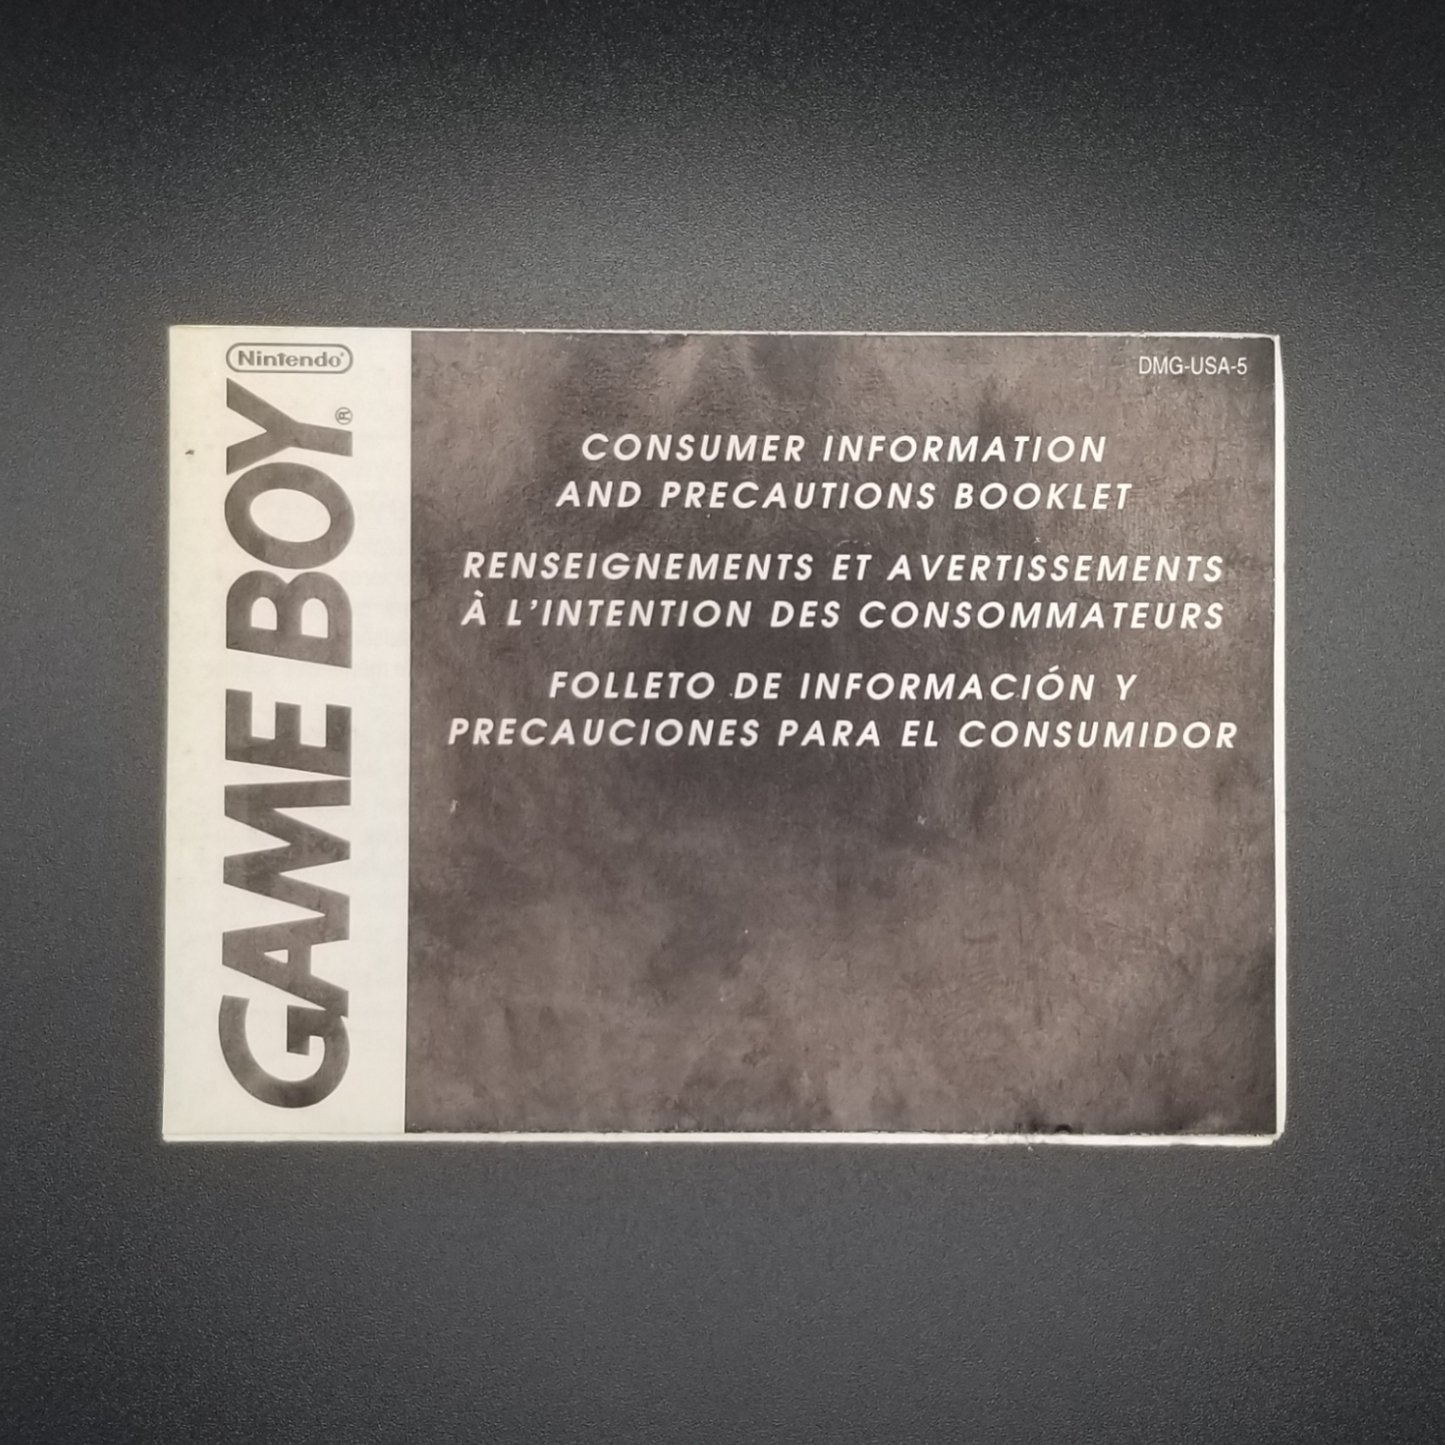 Nintendo®
GAME BOY®
DMG-USA-5
CONSUMER INFORMATION
AND PRECAUTIONS BOOKLET
RENSEIGNEMENTS ET AVERTISSEMENTS
À L'INTENTION DES CONSOMMATEURS
FOLLETO DE INFORMACIÓN Y
PRECAUCIONES PARA EL CONSUMIDOR